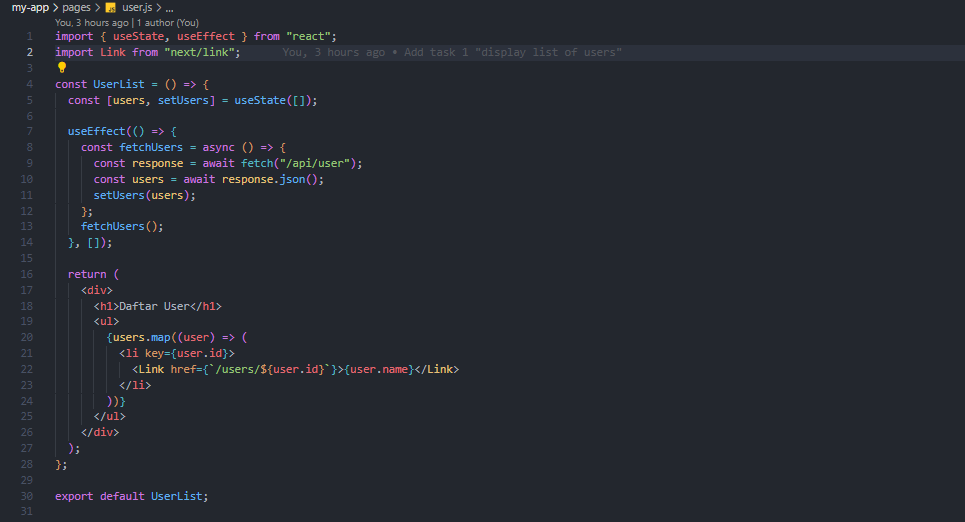 my-app > pages > user.js > ...
You, 3 hours ago | 1 author (You)
1 import { useState, useEffect } from "react";
2 import Link from "next/link"; You, 3 hours ago • Add task 1 "display list of users"
3
4 const UserList = () => {
5 const [users, setUsers] = useState([]);
6
7 useEffect(() => {
8 const fetchUsers = async () => {
9 const response = await fetch("/api/user");
10 const users = await response.json();
11 setUsers(users);
12 };
13 fetchUsers();
14 }, []);
15
16 return (
17 <div>
18 <h1>Daftar User</h1>
19 <ul>
20 {users.map((user) => (
21 <li key={user.id}>
22 <Link href={`/users/${user.id}`}>{user.name}</Link>
23 </li>
24 ))}
25 </ul>
26 </div>
27 );
28 };
29
30 export default UserList;
31